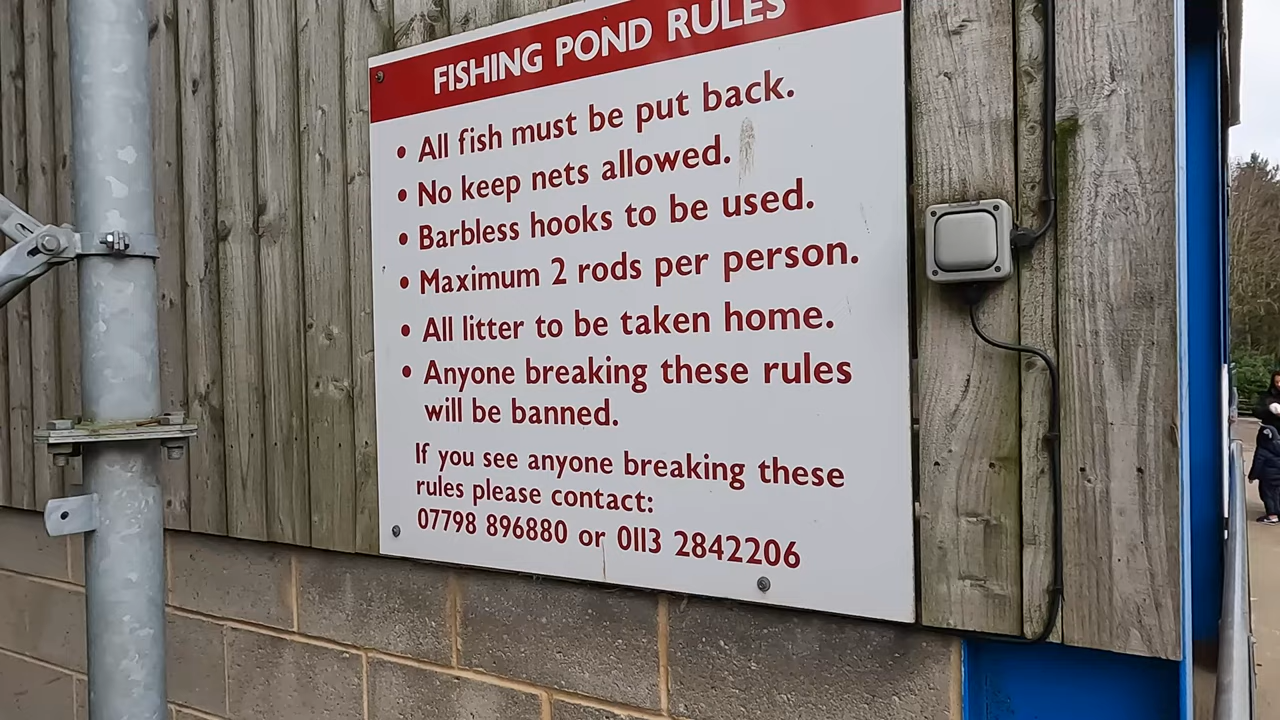 FISHING POND RULES
• All fish must be put back.
• No keep nets allowed.
• Barbless hooks to be used.
• Maximum 2 rods per person.
• All litter to be taken home.
• Anyone breaking these rules
will be banned.
If you see anyone breaking these
rules please contact:
07798 896880 or 0113 2842206